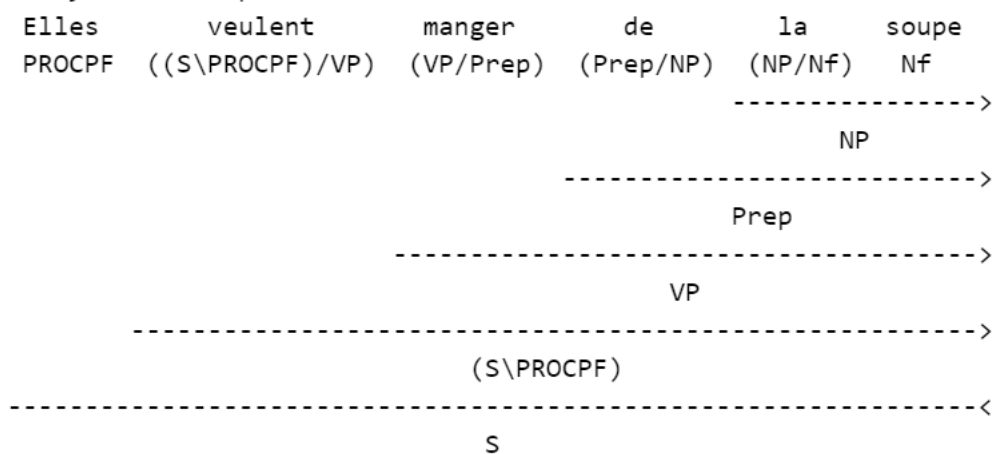 Elles veulent manger de la soupe
PROCPF ((S\PROCPF)/VP) (VP/Prep) (Prep/NP) (NP/Nf) Nf
---------------->
NP
--------------------------->
Prep
-------------------------------------->
VP
------------------------------------------------------->
(S\PROCPF)
---------------------------------------------------------------<
S